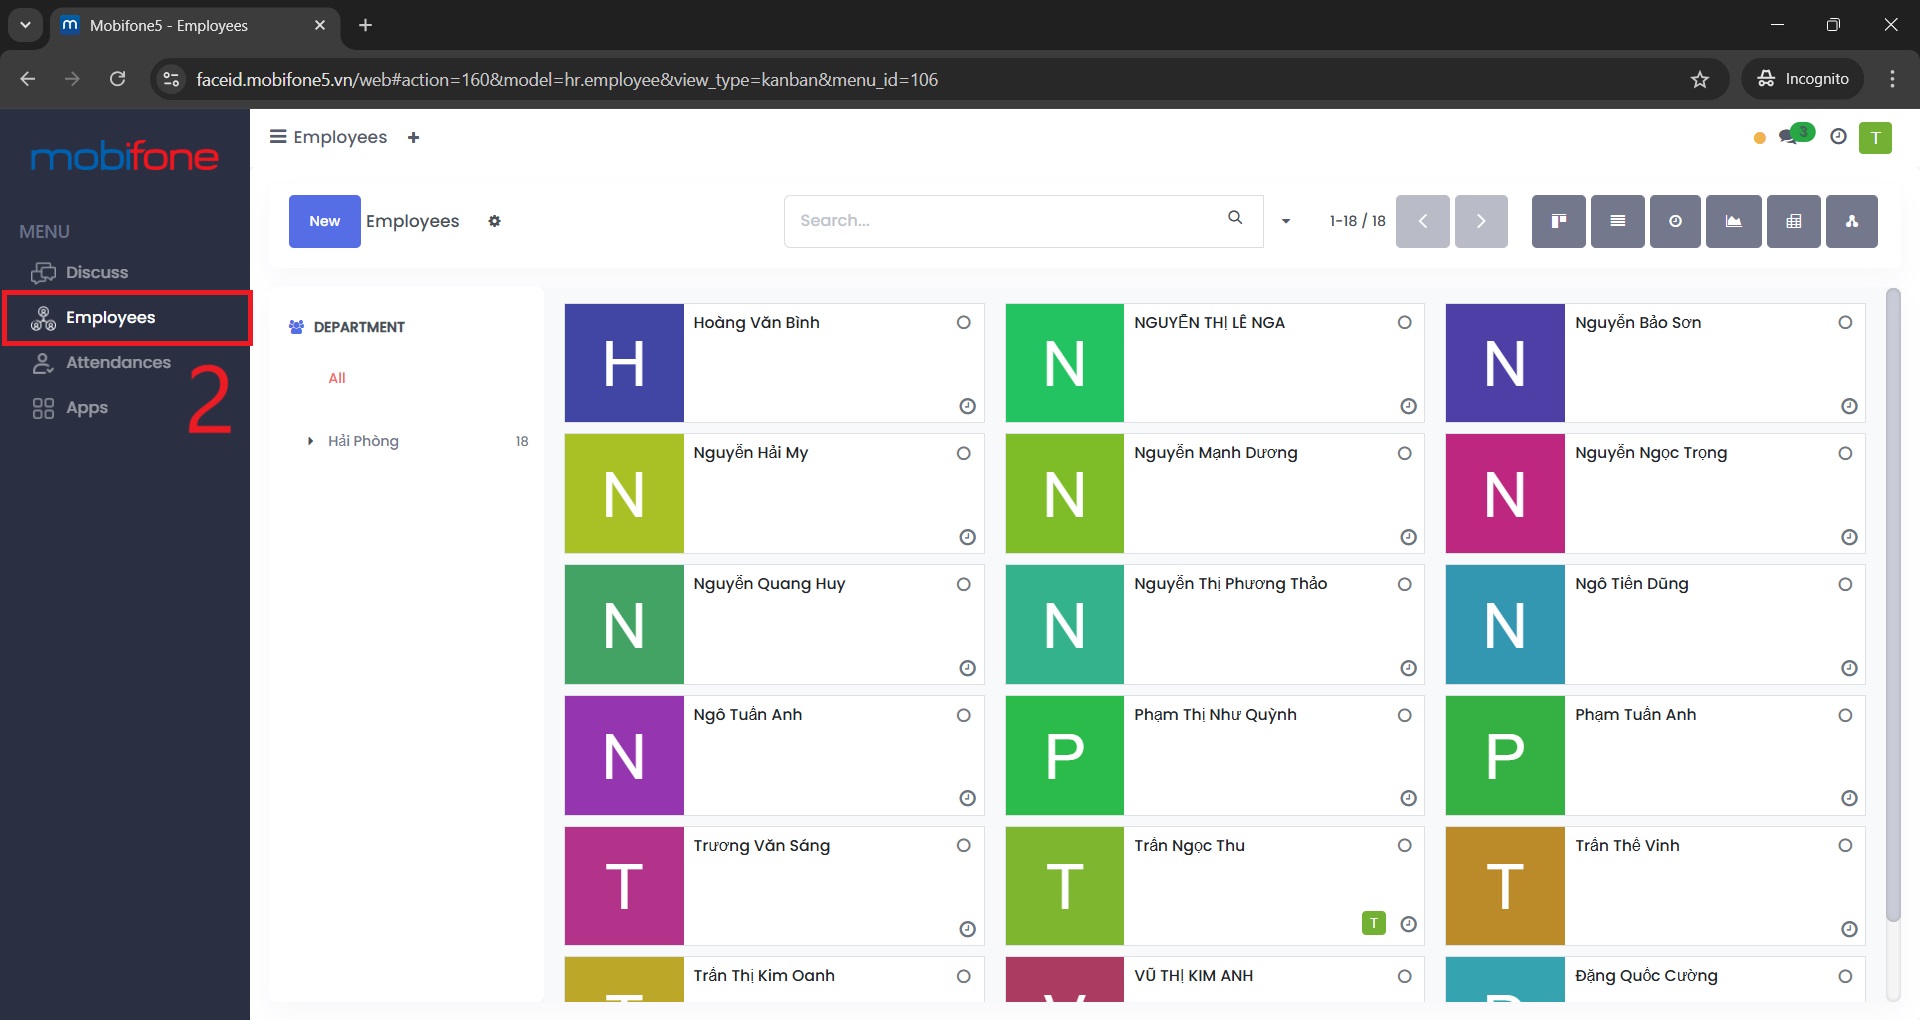 Mobifone5 - Employees
faceid.mobifone5.vn/web#action=160&model=hr.employee&view_type=kanban&menu_id=106
Incognito
mobifone
Employees +
3
T
MENU
Discuss
Employees
Attendances
Apps
2
New
Employees
Search...
1-18 / 18
DEPARTMENT
All
Hải Phòng 18
H
Hoàng Văn Bình
N
NGUYỄN THỊ LÊ NGA
N
Nguyễn Bảo Sơn
N
Nguyễn Hải My
N
Nguyễn Mạnh Dương
N
Nguyễn Ngọc Trọng
N
Nguyễn Quang Huy
N
Nguyễn Thị Phương Thảo
N
Ngô Tiến Dũng
N
Ngô Tuấn Anh
P
Phạm Thị Như Quỳnh
P
Phạm Tuấn Anh
T
Trương Văn Sáng
T
Trần Ngọc Thu
T
T
Trần Thế Vinh
T
Trần Thị Kim Oanh
V
VŨ THỊ KIM ANH
Đ
Đặng Quốc Cường